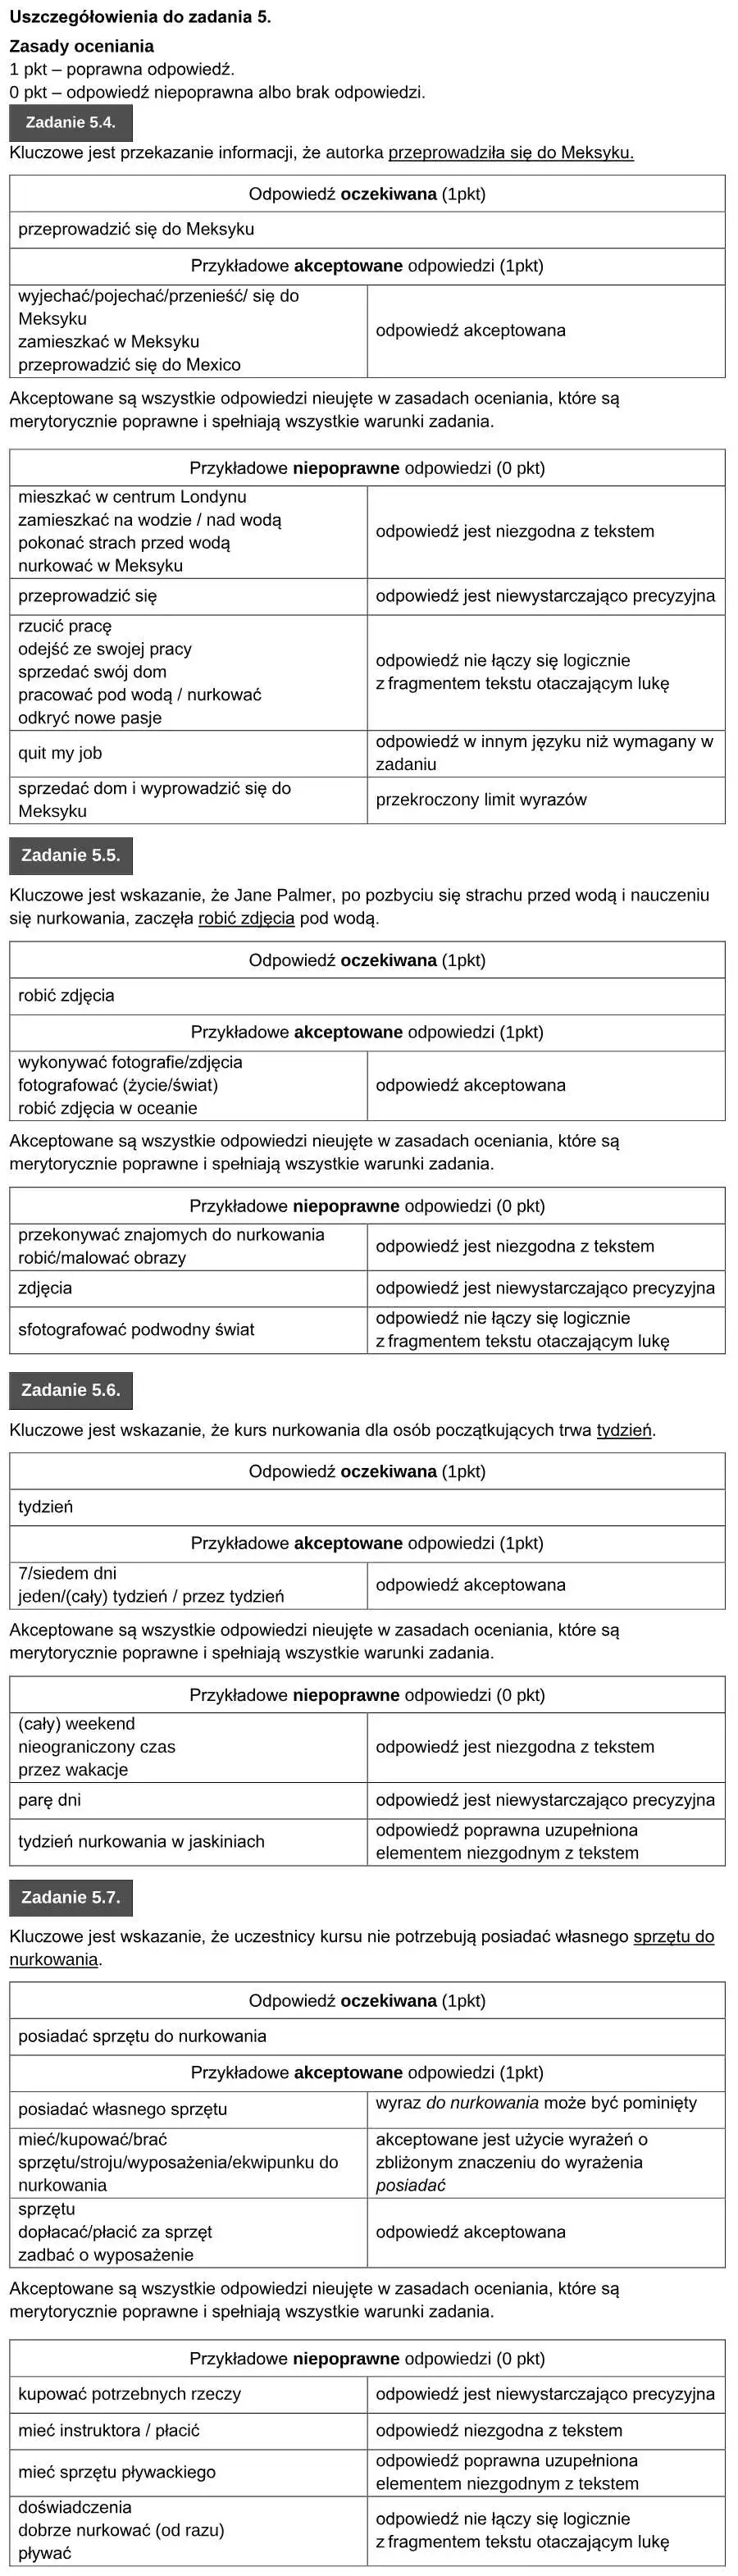 Uszczegółowienia do zadania 5.
Zasady oceniania
1 pkt – poprawna odpowiedź.
0 pkt – odpowiedź niepoprawna albo brak odpowiedzi.
Zadanie 5.4.
Kluczowe jest przekazanie informacji, że autorka przeprowadziła się do Meksyku.
Odpowiedź oczekiwana (1pkt)
przeprowadzić się do Meksyku
Przykładowe akceptowane odpowiedzi (1pkt)
wyjechać/pojechać/przenieść/ się do
Meksyku
zamieszkać w Meksyku
przeprowadzić się do Mexico
odpowiedź akceptowana
Akceptowane są wszystkie odpowiedzi nieujęte w zasadach oceniania, które są
merytorycznie poprawne i spełniają wszystkie warunki zadania.
Przykładowe niepoprawne odpowiedzi (0 pkt)
mieszkać w centrum Londynu
zamieszkać na wodzie / nad wodą
pokonać strach przed wodą
nurkować w Meksyku
odpowiedź jest niezgodna z tekstem
przeprowadzić się
odpowiedź jest niewystarczająco precyzyjna
rzucić pracę
odejść ze swojej pracy
sprzedać swój dom
pracować pod wodą / nurkować
odkryć nowe pasje
odpowiedź nie łączy się logicznie
z fragmentem tekstu otaczającym lukę
quit my job
odpowiedź w innym języku niż wymagany w
zadaniu
sprzedać dom i wyprowadzić się do
Meksyku
przekroczony limit wyrazów
Zadanie 5.5.
Kluczowe jest wskazanie, że Jane Palmer, po pozbyciu się strachu przed wodą i nauczeniu
się nurkowania, zaczęła robić zdjęcia pod wodą.
Odpowiedź oczekiwana (1pkt)
robić zdjęcia
Przykładowe akceptowane odpowiedzi (1pkt)
wykonywać fotografie/zdjęcia
fotografować (życie/świat)
robić zdjęcia w oceanie
odpowiedź akceptowana
Akceptowane są wszystkie odpowiedzi nieujęte w zasadach oceniania, które są
merytorycznie poprawne i spełniają wszystkie warunki zadania.
Przykładowe niepoprawne odpowiedzi (0 pkt)
przekonywać znajomych do nurkowania
robić/malować obrazy
odpowiedź jest niezgodna z tekstem
zdjęcia
odpowiedź jest niewystarczająco precyzyjna
sfotografować podwodny świat
odpowiedź nie łączy się logicznie
z fragmentem tekstu otaczającym lukę
Zadanie 5.6.
Kluczowe jest wskazanie, że kurs nurkowania dla osób początkujących trwa tydzień.
Odpowiedź oczekiwana (1pkt)
tydzień
Przykładowe akceptowane odpowiedzi (1pkt)
7/siedem dni
jeden/(cały) tydzień / przez tydzień
odpowiedź akceptowana
Akceptowane są wszystkie odpowiedzi nieujęte w zasadach oceniania, które są
merytorycznie poprawne i spełniają wszystkie warunki zadania.
Przykładowe niepoprawne odpowiedzi (0 pkt)
(cały) weekend
nieograniczony czas
przez wakacje
odpowiedź jest niezgodna z tekstem
parę dni
odpowiedź jest niewystarczająco precyzyjna
tydzień nurkowania w jaskiniach
odpowiedź poprawna uzupełniona
elementem niezgodnym z tekstem
Zadanie 5.7.
Kluczowe jest wskazanie, że uczestnicy kursu nie potrzebują posiadać własnego sprzętu do
nurkowania.
Odpowiedź oczekiwana (1pkt)
posiadać sprzętu do nurkowania
Przykładowe akceptowane odpowiedzi (1pkt)
posiadać własnego sprzętu
wyraz do nurkowania może być pominięty
mieć/kupować/brać
sprzętu/stroju/wyposażenia/ekwipunku do
nurkowania
akceptowane jest użycie wyrażeń o
zbliżonym znaczeniu do wyrażenia
posiadać
sprzętu
dopłacać/płacić za sprzęt
zadbać o wyposażenie
odpowiedź akceptowana
Akceptowane są wszystkie odpowiedzi nieujęte w zasadach oceniania, które są
merytorycznie poprawne i spełniają wszystkie warunki zadania.
Przykładowe niepoprawne odpowiedzi (0 pkt)
kupować potrzebnych rzeczy
odpowiedź jest niewystarczająco precyzyjna
mieć instruktora / płacić
odpowiedź niezgodna z tekstem
mieć sprzętu pływackiego
odpowiedź poprawna uzupełniona
elementem niezgodnym z tekstem
doświadczenia
dobrze nurkować (od razu)
pływać
odpowiedź nie łączy się logicznie
z fragmentem tekstu otaczającym lukę